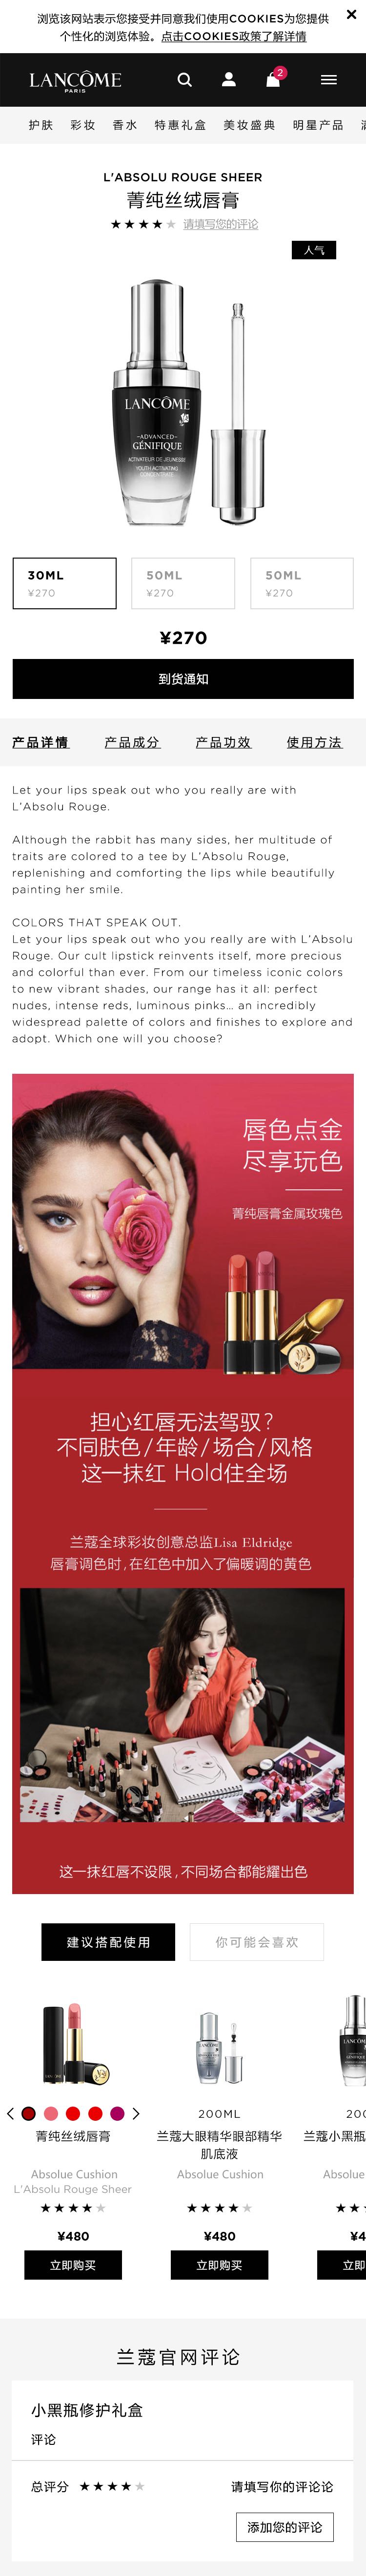 浏览该网站表示您接受并同意我们使用COOKIES为您提供
个性化的浏览体验。点击COOKIES政策了解详情
LANCÔME
PARIS
2
护肤 彩妆 香水 特惠礼盒 美妆盛典 明星产品
L'ABSOLU ROUGE SHEER
菁纯丝绒唇膏
请填写您的评论
人气
LANCÔME
ADVANCED
GÉNIFIQUE
ACTIVATEUR DE JEUNESSE
YOUTH ACTIVATING
CONCENTRATE
30ML 50ML 50ML
¥270 ¥270 ¥270
¥270
到货通知
产品详情 产品成分 产品功效 使用方法
Let your lips speak out who you really are with
L'Absolu Rouge.
Although the rabbit has many sides, her multitude of
traits are colored to a tee by L'Absolu Rouge,
replenishing and comforting the lips while beautifully
painting her smile.
COLORS THAT SPEAK OUT.
Let your lips speak out who you really are with L'Absolu
Rouge. Our cult lipstick reinvents itself, more precious
and colorful than ever. From our timeless iconic colors
to new vibrant shades, our range has it all: perfect
nudes, intense reds, luminous pinks... an incredibly
widespread palette of colors and finishes to explore and
adopt. Which one will you choose?
唇色点金
尽享玩色
菁纯唇膏金属玫瑰色
担心红唇无法驾驭?
不同肤色/年龄/场合/风格
这一抹红 Hold住全场
兰蔻全球彩妆创意总监Lisa Eldridge
唇膏调色时,在红色中加入了偏暖调的黄色
这一抹红唇不设限,不同场合都能耀出色
建议搭配使用 你可能会喜欢
200ML 200
菁纯丝绒唇膏 兰蔻大眼精华眼部精华 兰蔻小黑瓶
肌底液
Absolue Cushion Absolue Cushion Absolue
L'Absolu Rouge Sheer
¥480 ¥480 ¥4
立即购买 立即购买 立即
兰蔻官网评论
小黑瓶修护礼盒
评论
总评分 请填写你的评论论
添加您的评论